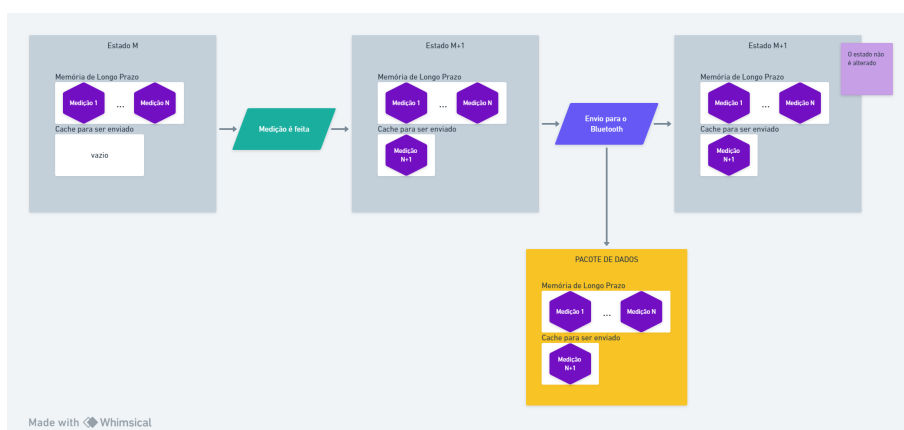 Estado M
Memória de Longo Prazo
Medição 1
...
Medição N
Cache para ser enviado
vazio
Medição é feita
Estado M+1
Memória de Longo Prazo
Medição 1
...
Medição N
Cache para ser enviado
Medição
N+1
Envio para o
Bluetooth
Estado M+1
O estado não
é alterado
Memória de Longo Prazo
Medição 1
...
Medição N
Cache para ser enviado
Medição
N+1
PACOTE DE DADOS
Memória de Longo Prazo
Medição 1
...
Medição N
Cache para ser enviado
Medição
N+1
Made with Whimsical